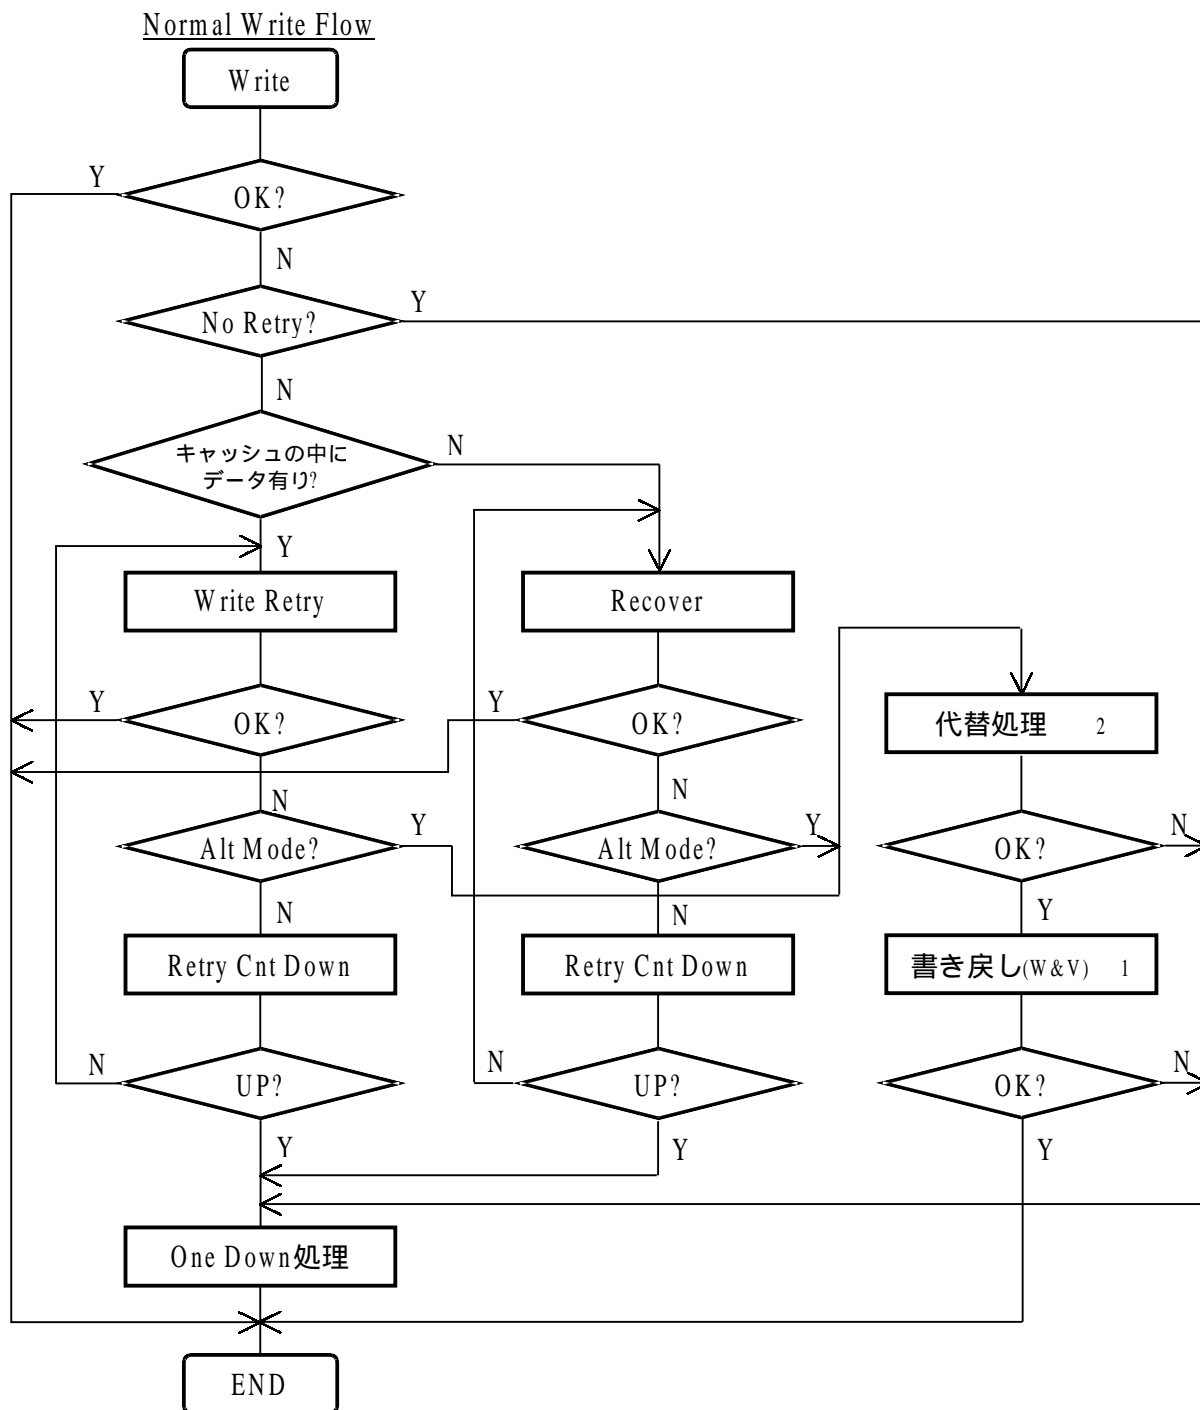 Normal Write Flow
Write
Y
OK?
N
No Retry?
Y
N
キャッシュの中に
データ有り?
N
Y
Write Retry
Recover
Y
OK?
Y
OK?
代替処理 2
N
N
Alt Mode?
Y
Alt Mode?
Y
OK?
N
N
N
Y
Retry Cnt Down
Retry Cnt Down
書き戻し(W&V) 1
N
UP?
N
UP?
OK?
N
Y
Y
Y
One Down処理
END